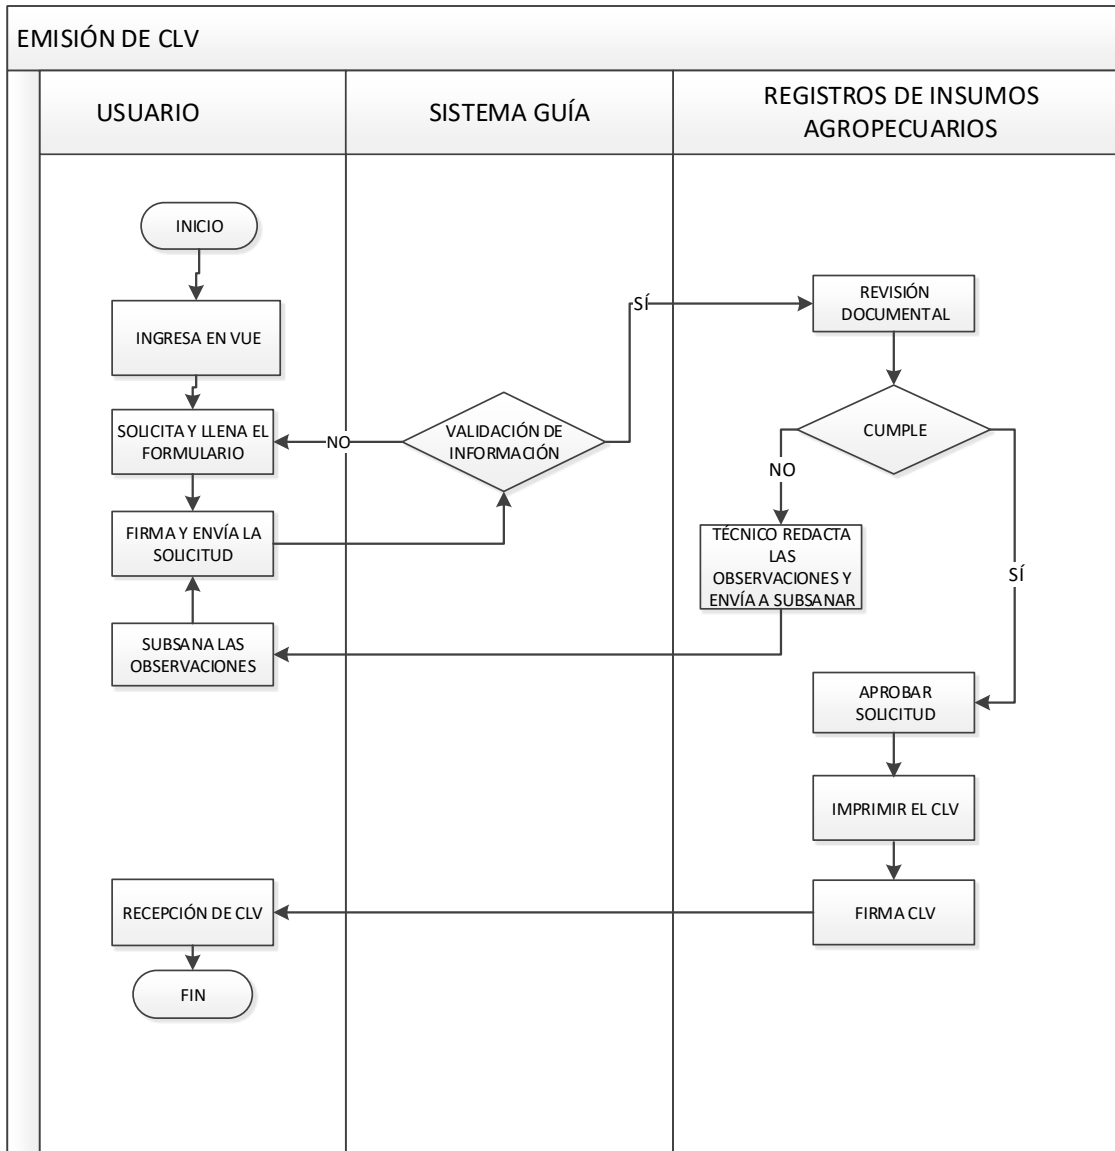 EMISIÓN DE CLV
USUARIO
SISTEMA GUÍA
REGISTROS DE INSUMOS
AGROPECUARIOS
INICIO
INGRESA EN VUE
SOLICITA Y LLENA EL
FORMULARIO
FIRMA Y ENVÍA LA
SOLICITUD
SUBSANA LAS
OBSERVACIONES
NO
VALIDACIÓN DE
INFORMACIÓN
SÍ
REVISIÓN
DOCUMENTAL
CUMPLE
NO
TÉCNICO REDACTA
LAS
OBSERVACIONES Y
ENVÍA A SUBSANAR
SÍ
APROBAR
SOLICITUD
IMPRIMIR EL CLV
FIRMA CLV
RECEPCIÓN DE CLV
FIN